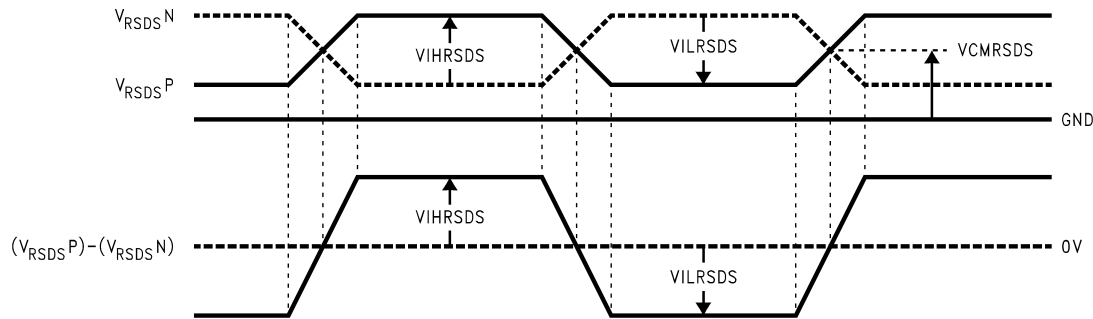 VRSDSN
VIHRSDS
VILRSDS
VCMRSDS
VRSDSP
GND
VIHRSDS
(VRSDSP)-(VRSDSN)
0V
VILRSDS